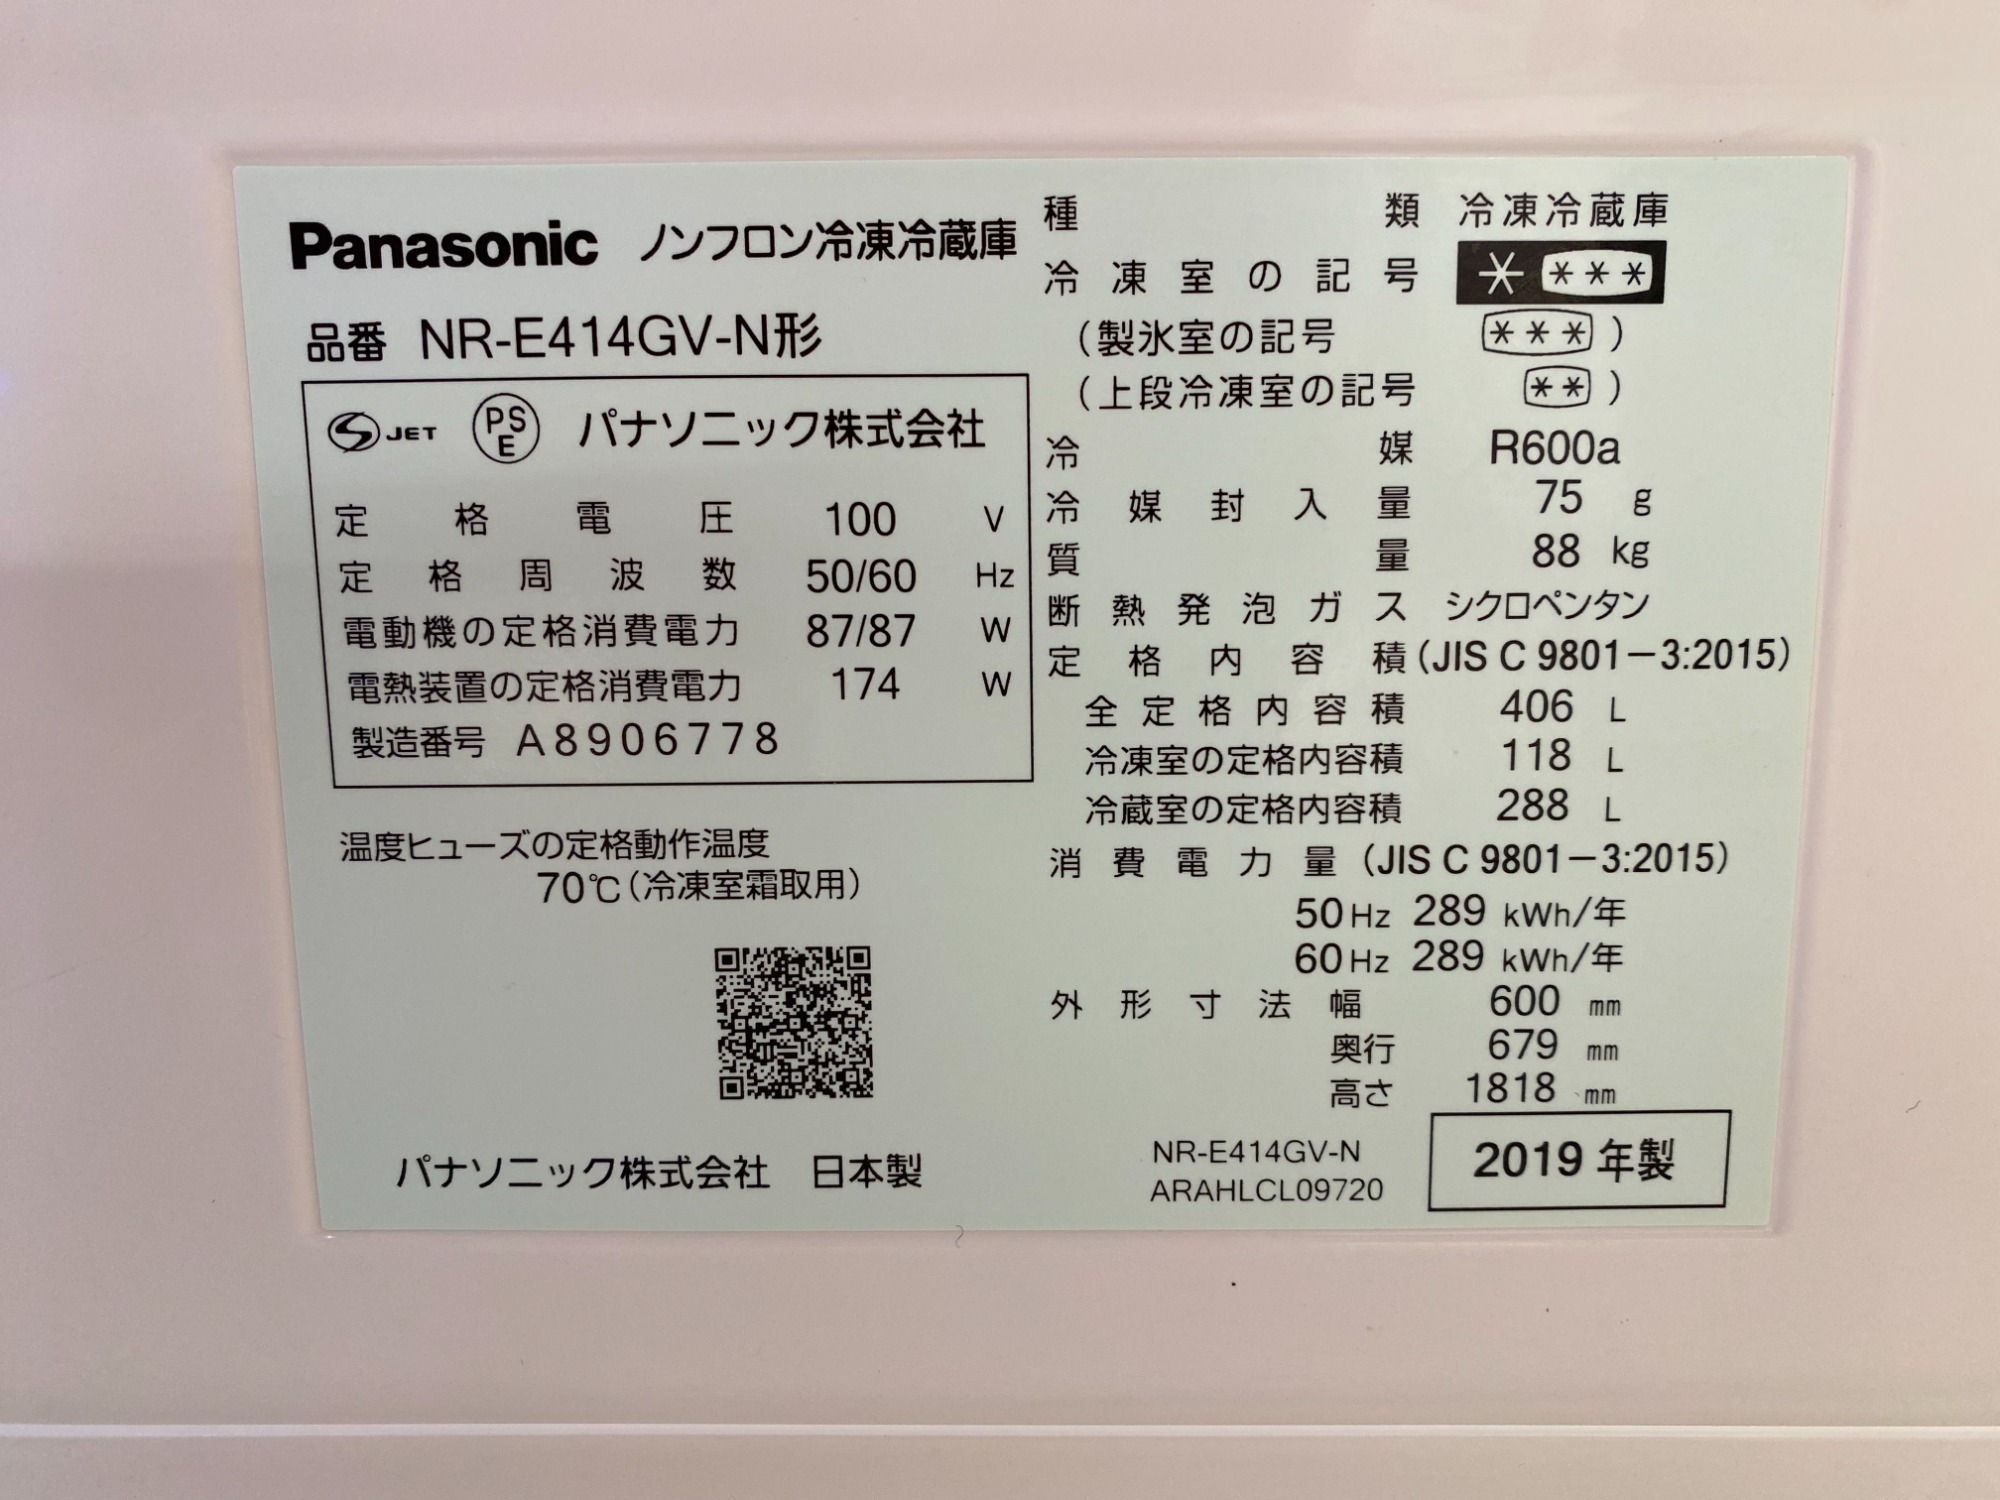 Panasonic ノンフロン冷凍冷蔵庫
品番 NR-E414GV-N形
JET PSE パナソニック株式会社
定格電圧 100 V
定格周波数 50/60 Hz
電動機の定格消費電力 87/87 W
電熱装置の定格消費電力 174 W
製造番号 A8906778
温度ヒューズの定格動作温度
70℃(冷凍室霜取用)
パナソニック株式会社 日本製
種類 冷凍冷蔵庫
冷凍室の記号 * ***
(製氷室の記号 ***)
(上段冷凍室の記号 **)
冷媒 R600a
冷媒封入量 75 g
質量 88 kg
断熱発泡ガス シクロペンタン
定格内容積(JIS C 9801-3:2015)
全定格内容積 406 L
冷凍室の定格内容積 118 L
冷蔵室の定格内容積 288 L
消費電力量(JIS C 9801-3:2015)
50Hz 289 kWh/年
60Hz 289 kWh/年
外形寸法幅 600 mm
奥行 679 mm
高さ 1818 mm
NR-E414GV-N
ARAHLCL09720
2019年製